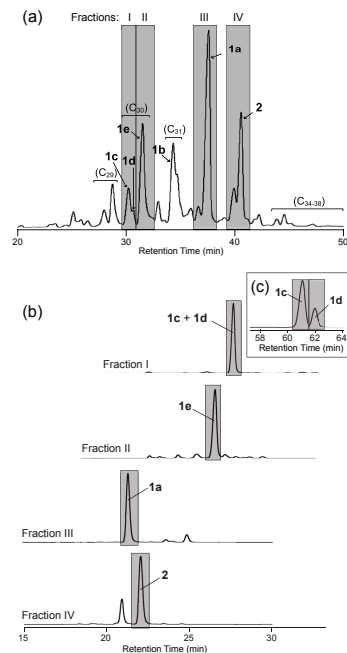 Fractions: I II III IV
(a)
1a
2
(C30)
1e
1b
(C31)
1c
1d
(C29)
(C34-38)
20 30 40 50
Retention Time (min)
(b)
(c)
1c
1d
58 60 62 64
Retention Time (min)
1c + 1d
Fraction I
1e
Fraction II
1a
Fraction III
2
Fraction IV
15 20 25 30
Retention Time (min)